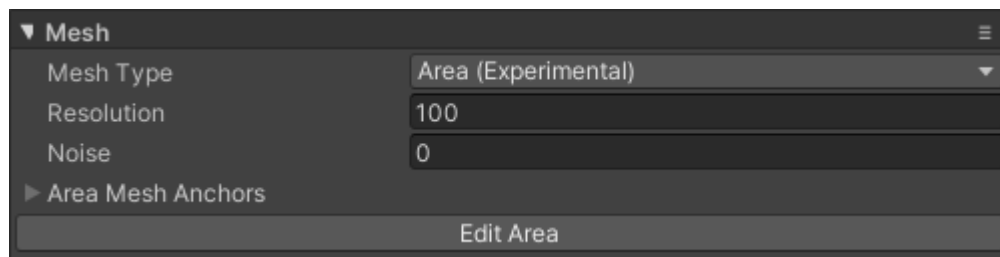 Mesh
Mesh Type Area (Experimental)
Resolution 100
Noise 0
Area Mesh Anchors
Edit Area